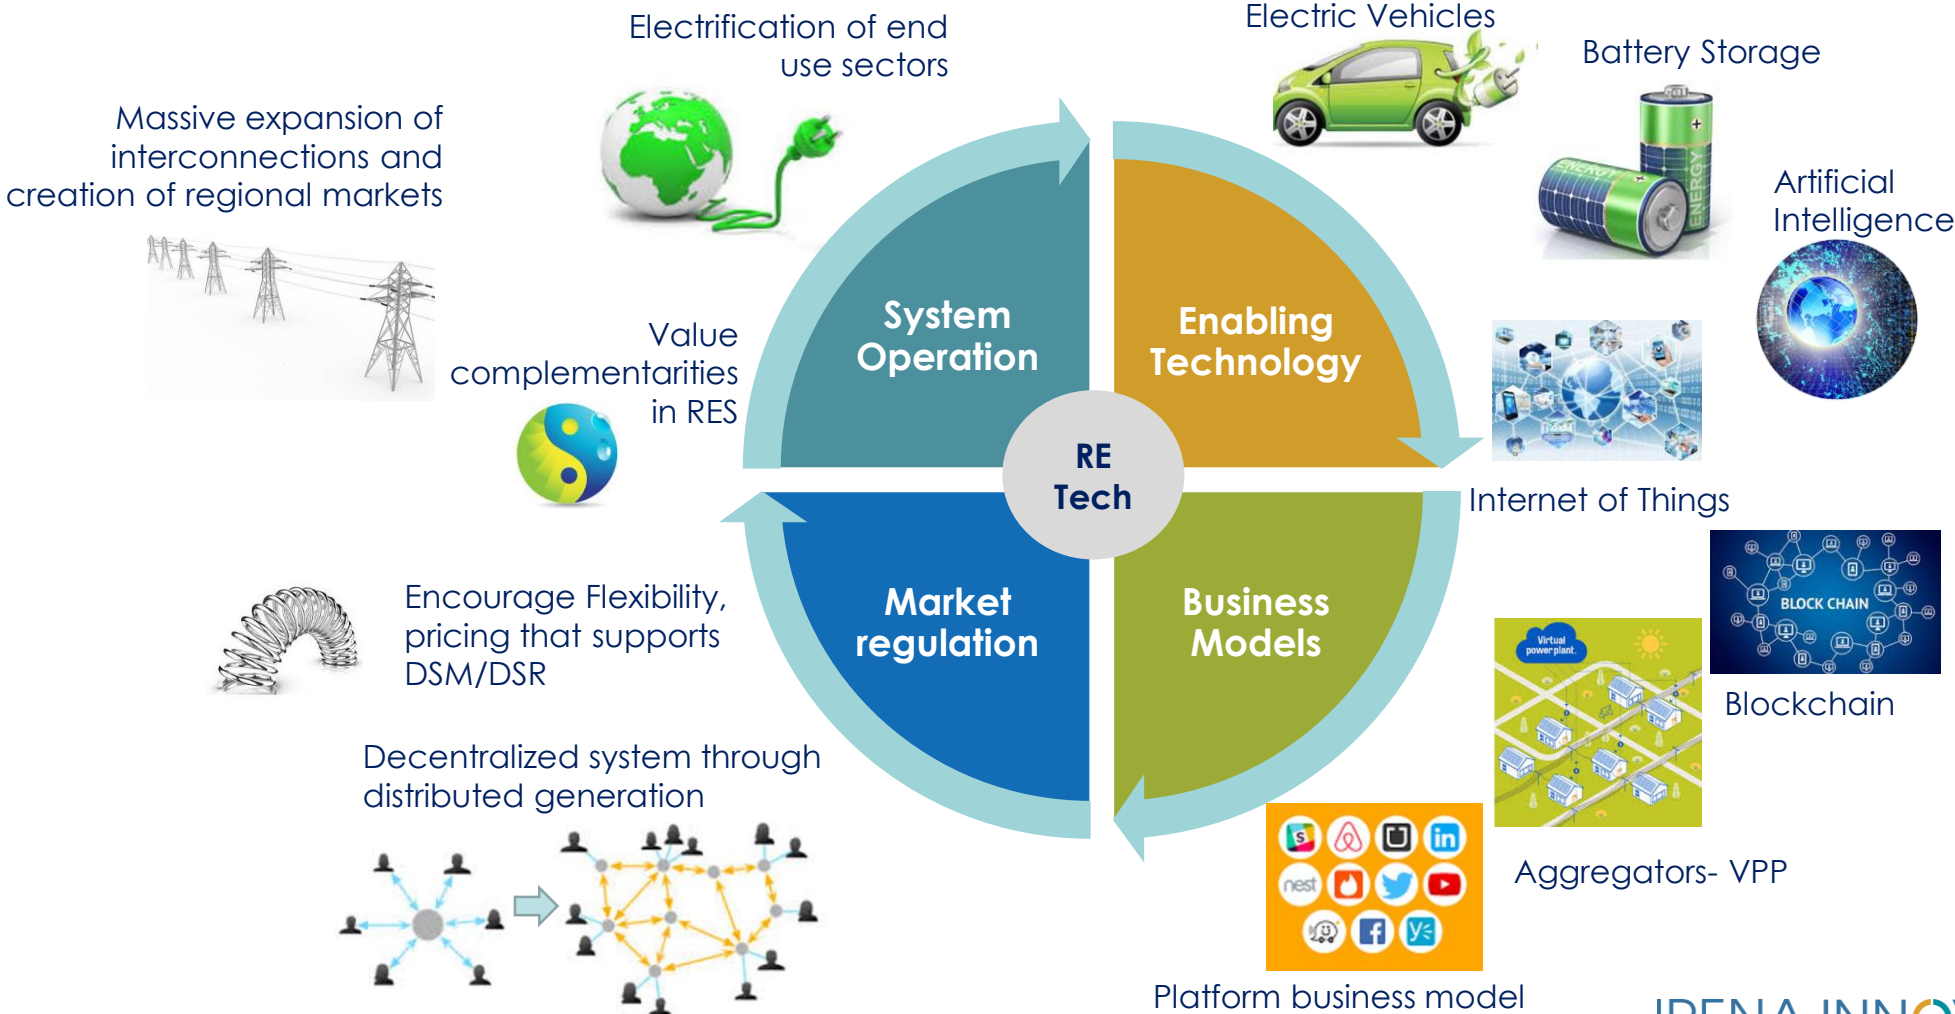 Electrification of end
use sectors
Electric Vehicles
Battery Storage
Massive expansion of
interconnections and
creation of regional markets
ENERGY
ENERGY
Artificial
Intelligence
System
Operation
Enabling
Technology
Value
complementarities
in RES
RE
Tech
Internet of Things
Encourage Flexibility,
pricing that supports
DSM/DSR
Market
regulation
Business
Models
BLOCK CHAIN
Virtual
power plant.
Blockchain
Decentralized system through
distributed generation
Aggregators- VPP
S
in
nest
f
Platform business model